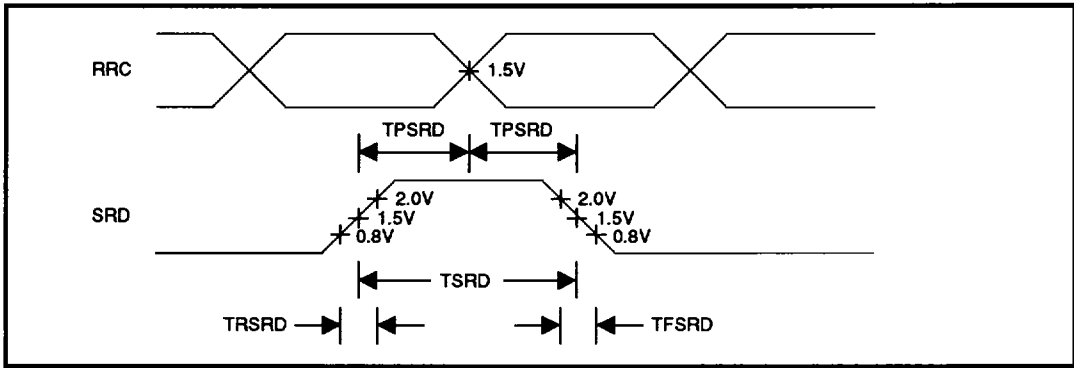 RRC
1.5V
TPSRD TPSRD
2.0V 2.0V
SRD 1.5V 1.5V
0.8V 0.8V
TSRD
TRSRD TFSRD